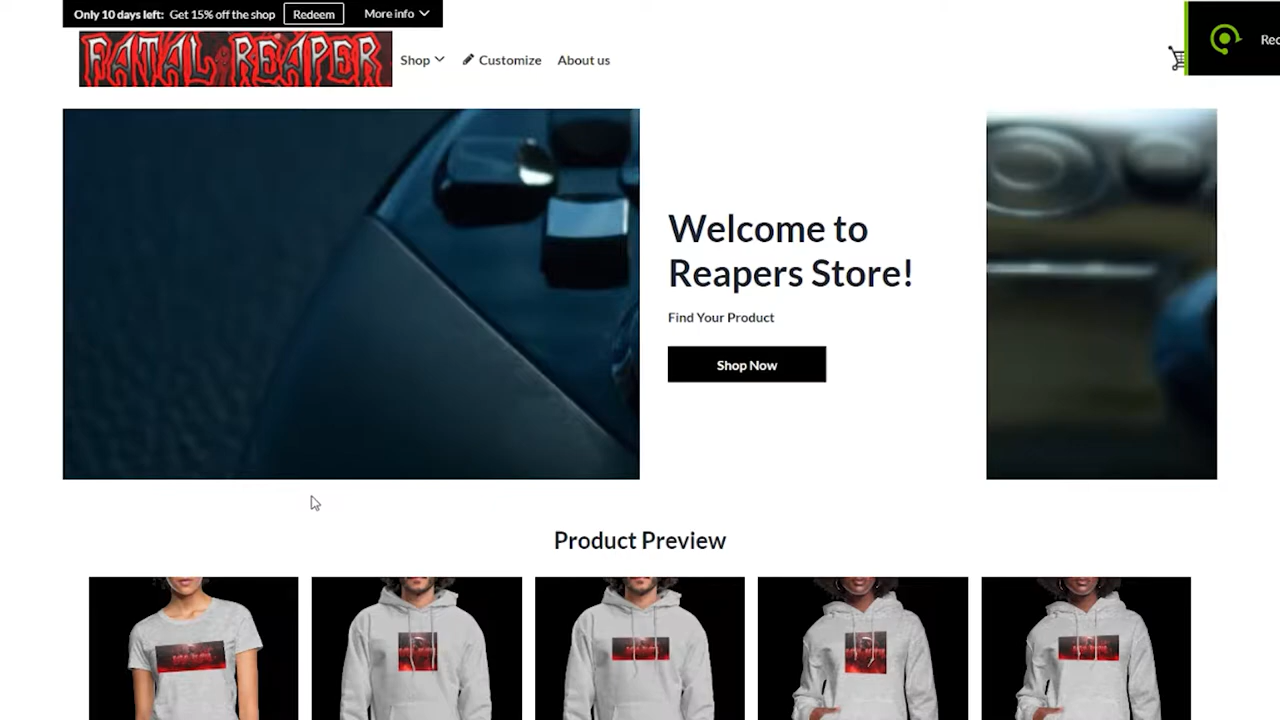 Only 10 days left: Get 15% off the shop Redeem More info
FATAL REAPER
Shop Customize About us
Rec
Welcome to
Reapers Store!
Find Your Product
Shop Now
Product Preview